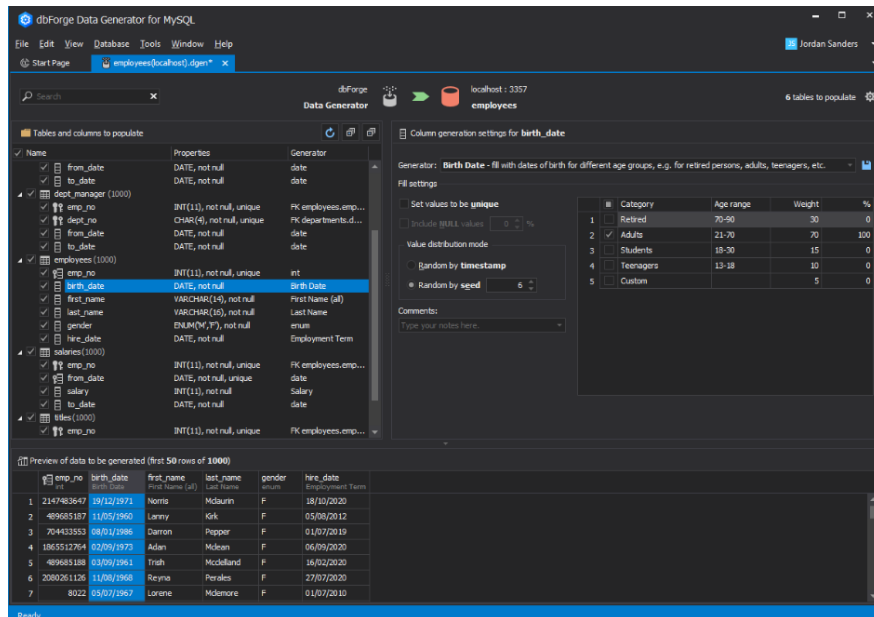 dbForge Data Generator for MySQL
File Edit View Database Tools Window Help
JS Jordan Sanders
Start Page employees(localhost).dgen* ×
Search ×
dbForge
Data Generator
localhost : 3357
employees
6 tables to populate
Tables and columns to populate
Name Properties Generator
from_date DATE, not null date
to_date DATE, not null date
dept_manager (1000)
emp_no INT(11), not null, unique FK employees.emp...
dept_no CHAR(4), not null, unique FK departments.d...
from_date DATE, not null date
to_date DATE, not null date
employees (1000)
emp_no INT(11), not null, unique int
birth_date DATE, not null Birth Date
first_name VARCHAR(14), not null First Name (all)
last_name VARCHAR(16), not null Last Name
gender ENUM('M','F'), not null enum
hire_date DATE, not null Employment Term
salaries (1000)
emp_no INT(11), not null, unique FK employees.emp...
from_date DATE, not null, unique date
salary INT(11), not null Salary
to_date DATE, not null date
titles (1000)
emp_no INT(11), not null, unique FK employees.emp...
Column generation settings for birth_date
Generator: Birth Date - fill with dates of birth for different age groups, e.g. for retired persons, adults, teenagers, etc.
Fill settings
Set values to be unique
Include NULL values 0 %
Value distribution mode
Random by timestamp
Random by seed 6
Comments:
Type your notes here.
Category Age range Weight %
1 Retired 70-90 30 0
2 Adults 21-70 70 100
3 Students 18-30 15 0
4 Teenagers 13-18 10 0
5 Custom 5 0
Preview of data to be generated (first 50 rows of 1000)
emp_no birth_date first_name last_name gender hire_date
int Birth Date First Name (all) Last Name enum Employment Term
1 2147483647 19/12/1971 Norris Mclaurin F 18/10/2020
2 489685187 11/05/1960 Lanny Kirk F 05/08/2012
3 704433553 08/01/1986 Darron Pepper F 01/07/2019
4 1865512764 02/09/1973 Adan Mclean F 06/09/2020
5 489685188 03/09/1961 Trish Mcclelland F 16/02/2020
6 2080261126 11/08/1968 Reyna Perales F 27/07/2020
7 8022 05/07/1967 Lorene Mclemore F 01/07/2010
Ready